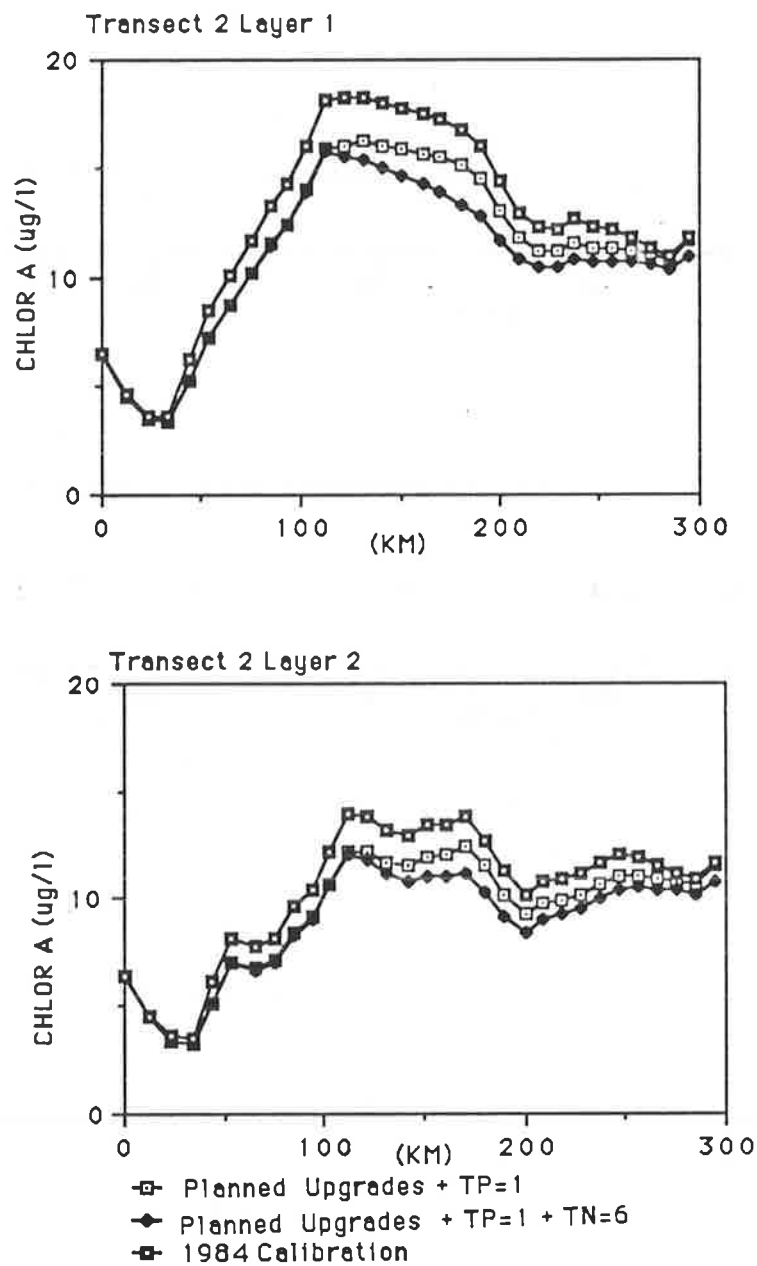 Transect 2 Layer 1
20
10
0
CHLOR A (ug/l)
0 100 200 300
(KM)
Transect 2 Layer 2
20
10
0
CHLOR A (ug/l)
0 100 200 300
(KM)
Planned Upgrades + TP=1
Planned Upgrades + TP=1 + TN=6
1984 Calibration